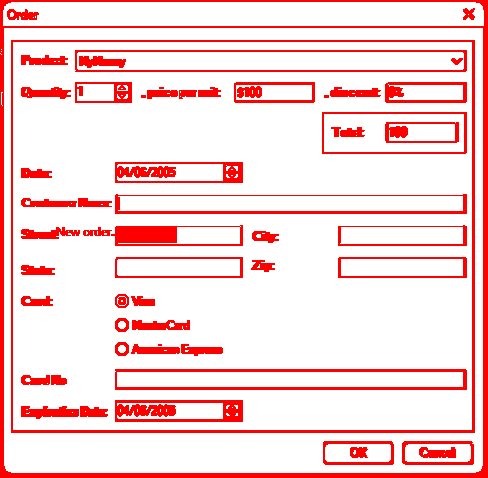 Order
Product: MyMoney
Quantity: 1 price per unit: $100 discount: 0%
Total: 100
Date: 04/06/2005
Customer Name:
Street: New order... City:
State: Zip:
Card: Visa
MasterCard
American Express
Card No
Expiration Date: 04/06/2005
OK Cancel